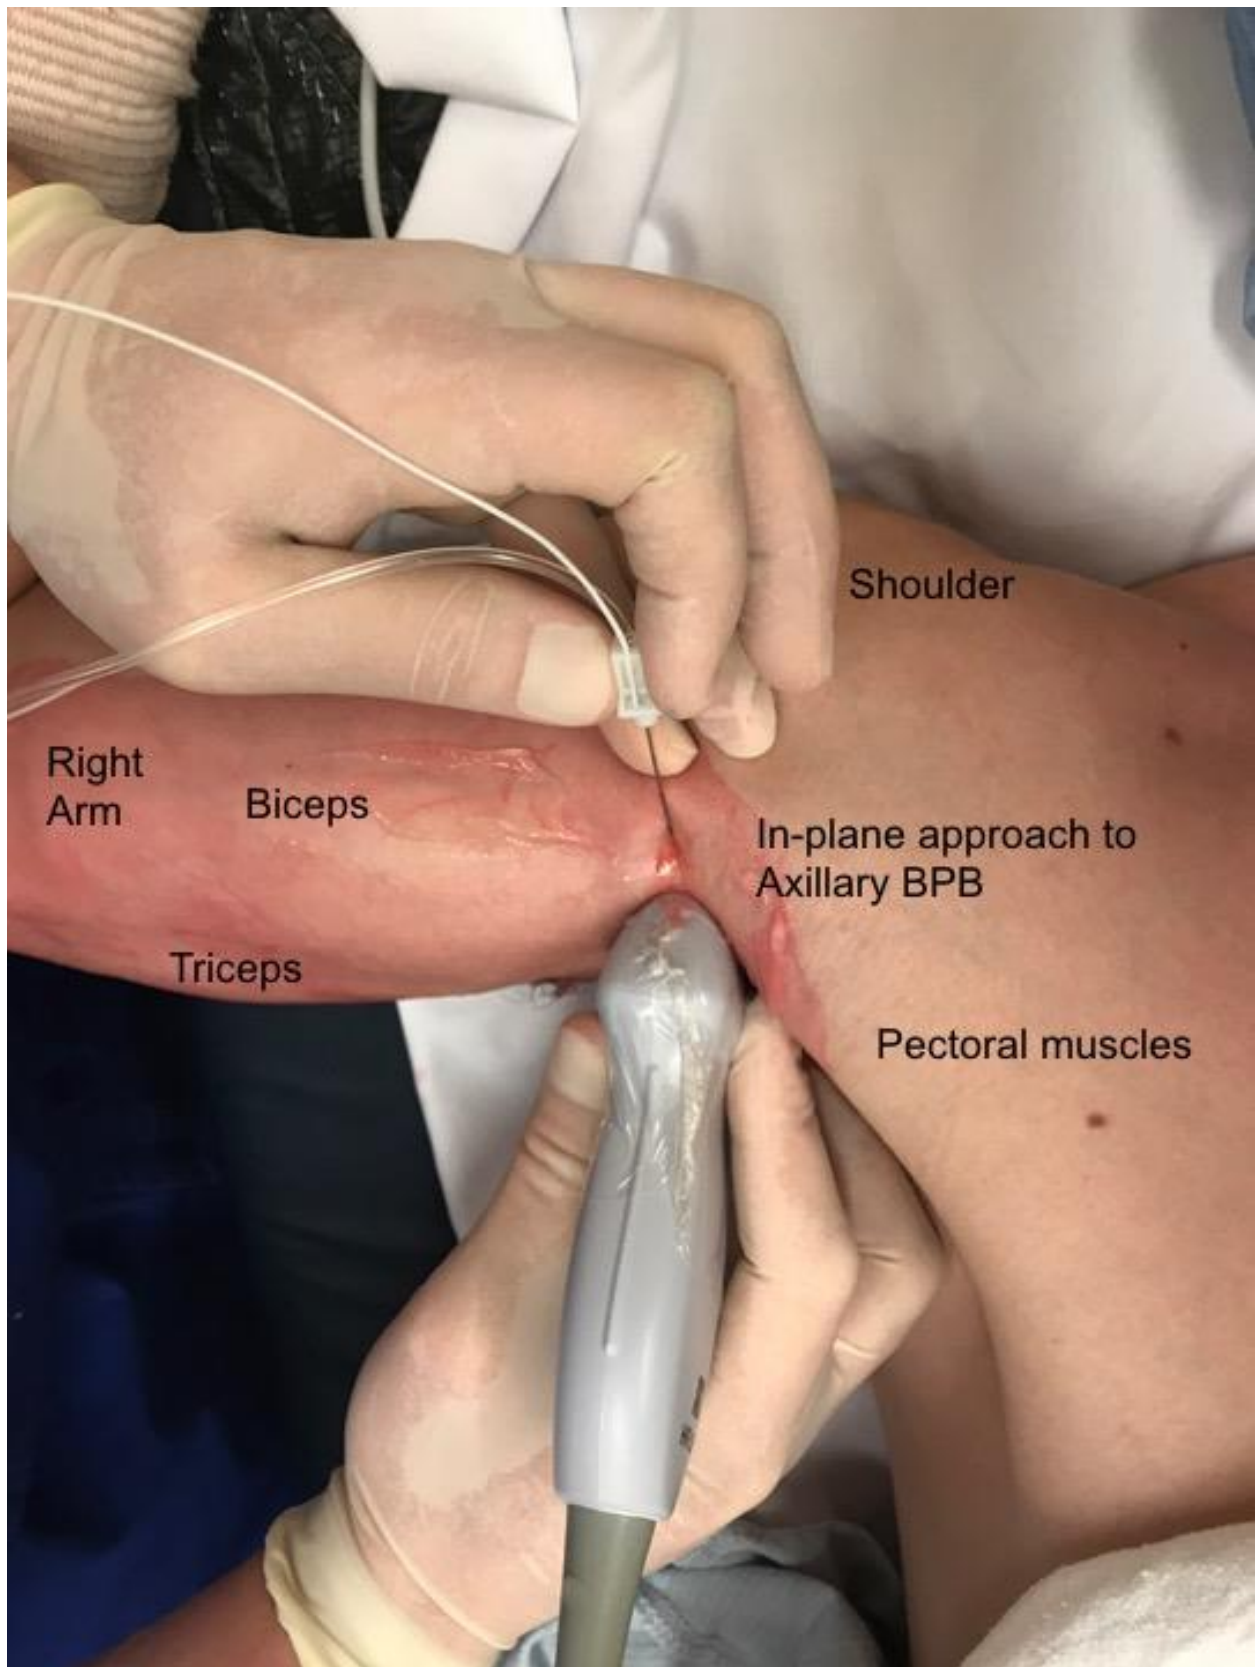 Shoulder
Right
Arm
Biceps
In-plane approach to
Axillary BPB
Triceps
Pectoral muscles